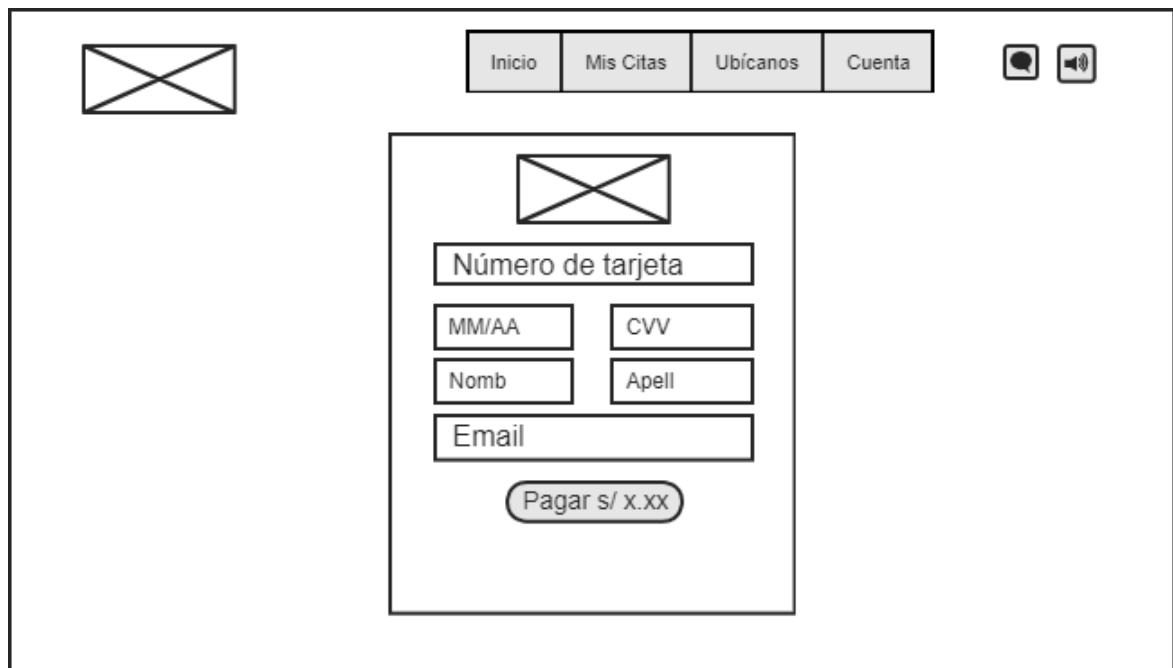 Inicio Mis Citas Ubícanos Cuenta
Número de tarjeta
MM/AA CVV
Nomb Apell
Email
Pagar s/ x.xx